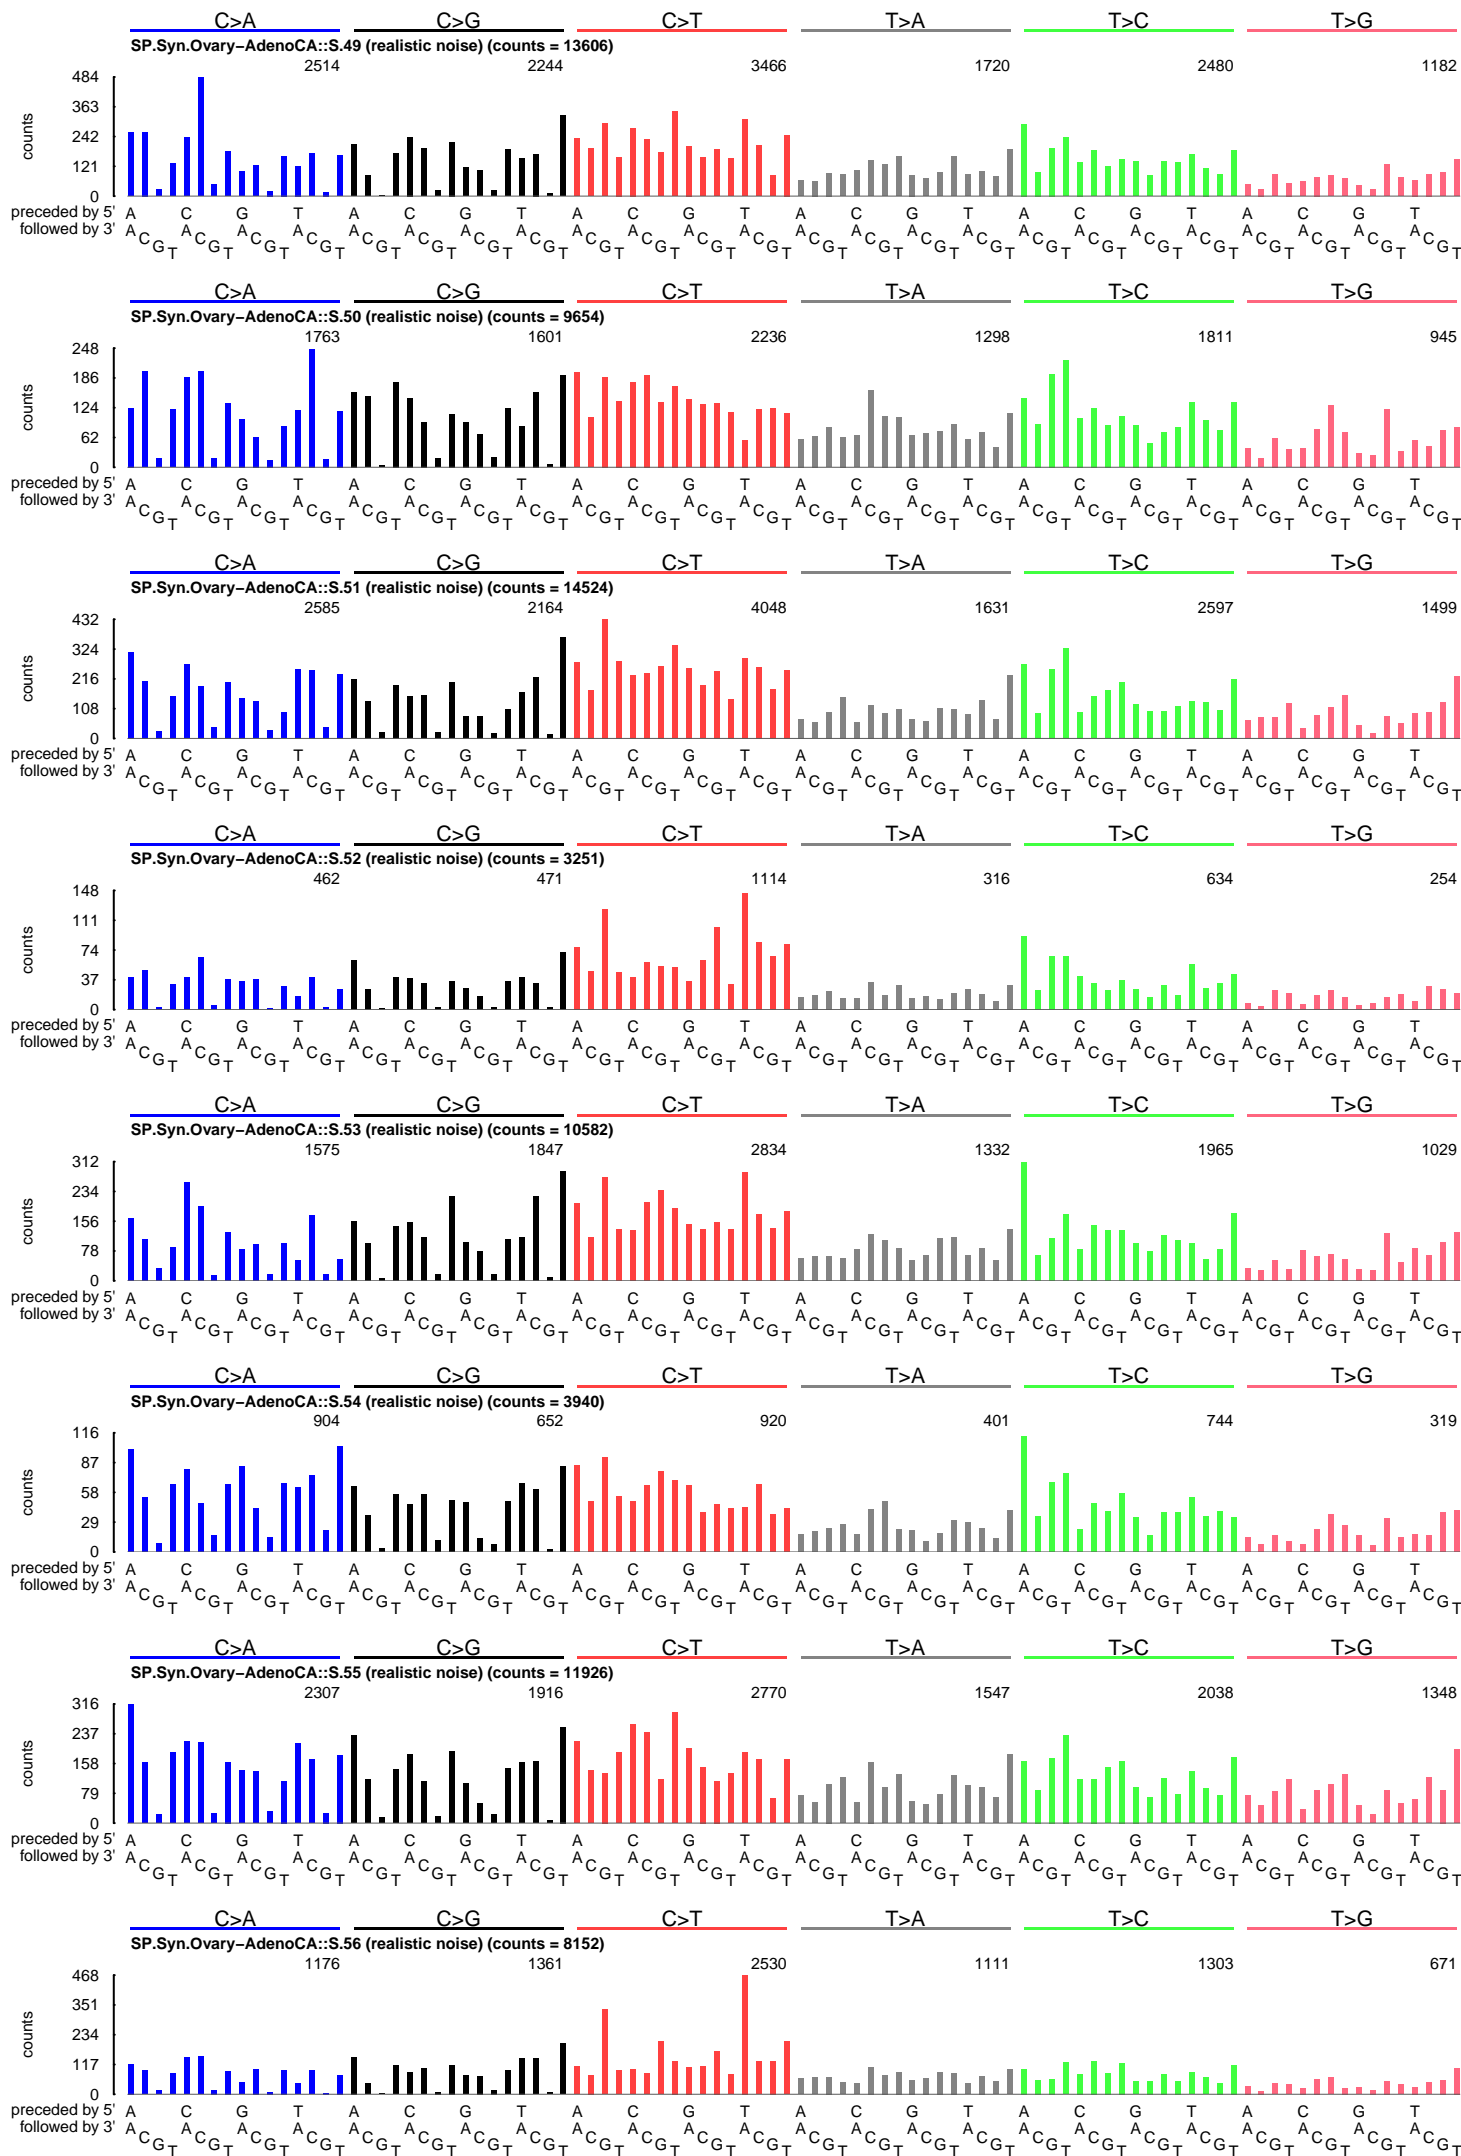 C>A C>G C>T T>A T>C T>G
SP.Syn.Ovary−AdenoCA::S.49 (realistic noise) (counts = 13606)
2514 2244 3466 1720 2480 1182
484
363
242
121
0
counts
preceded by 5' A C G T A C G T A C G T A C G T A C G T A C G T
followed by 3' A C G T A C G T A C G T A C G T A C G T A C G T A C G T A C G T A C G T A C G T A C G T A C G T A C G T A C G T A C G T A C G T A C G T A C G T A C G T A C G T A C G T A C G T A C G T A C G T
C>A C>G C>T T>A T>C T>G
SP.Syn.Ovary−AdenoCA::S.50 (realistic noise) (counts = 9654)
1763 1601 2236 1298 1811 945
248
186
124
62
0
counts
preceded by 5' A C G T A C G T A C G T A C G T A C G T A C G T
followed by 3' A C G T A C G T A C G T A C G T A C G T A C G T A C G T A C G T A C G T A C G T A C G T A C G T A C G T A C G T A C G T A C G T A C G T A C G T A C G T A C G T A C G T A C G T A C G T A C G T
C>A C>G C>T T>A T>C T>G
SP.Syn.Ovary−AdenoCA::S.51 (realistic noise) (counts = 14524)
2585 2164 4048 1631 2597 1499
432
324
216
108
0
counts
preceded by 5' A C G T A C G T A C G T A C G T A C G T A C G T
followed by 3' A C G T A C G T A C G T A C G T A C G T A C G T A C G T A C G T A C G T A C G T A C G T A C G T A C G T A C G T A C G T A C G T A C G T A C G T A C G T A C G T A C G T A C G T A C G T A C G T
C>A C>G C>T T>A T>C T>G
SP.Syn.Ovary−AdenoCA::S.52 (realistic noise) (counts = 3251)
462 471 1114 316 634 254
148
111
74
37
0
counts
preceded by 5' A C G T A C G T A C G T A C G T A C G T A C G T
followed by 3' A C G T A C G T A C G T A C G T A C G T A C G T A C G T A C G T A C G T A C G T A C G T A C G T A C G T A C G T A C G T A C G T A C G T A C G T A C G T A C G T A C G T A C G T A C G T A C G T
C>A C>G C>T T>A T>C T>G
SP.Syn.Ovary−AdenoCA::S.53 (realistic noise) (counts = 10582)
1575 1847 2834 1332 1965 1029
312
234
156
78
0
counts
preceded by 5' A C G T A C G T A C G T A C G T A C G T A C G T
followed by 3' A C G T A C G T A C G T A C G T A C G T A C G T A C G T A C G T A C G T A C G T A C G T A C G T A C G T A C G T A C G T A C G T A C G T A C G T A C G T A C G T A C G T A C G T A C G T A C G T
C>A C>G C>T T>A T>C T>G
SP.Syn.Ovary−AdenoCA::S.54 (realistic noise) (counts = 3940)
904 652 920 401 744 319
116
87
58
29
0
counts
preceded by 5' A C G T A C G T A C G T A C G T A C G T A C G T
followed by 3' A C G T A C G T A C G T A C G T A C G T A C G T A C G T A C G T A C G T A C G T A C G T A C G T A C G T A C G T A C G T A C G T A C G T A C G T A C G T A C G T A C G T A C G T A C G T A C G T
C>A C>G C>T T>A T>C T>G
SP.Syn.Ovary−AdenoCA::S.55 (realistic noise) (counts = 11926)
2307 1916 2770 1547 2038 1348
316
237
158
79
0
counts
preceded by 5' A C G T A C G T A C G T A C G T A C G T A C G T
followed by 3' A C G T A C G T A C G T A C G T A C G T A C G T A C G T A C G T A C G T A C G T A C G T A C G T A C G T A C G T A C G T A C G T A C G T A C G T A C G T A C G T A C G T A C G T A C G T A C G T
C>A C>G C>T T>A T>C T>G
SP.Syn.Ovary−AdenoCA::S.56 (realistic noise) (counts = 8152)
1176 1361 2530 1111 1303 671
468
351
234
117
0
counts
preceded by 5' A C G T A C G T A C G T A C G T A C G T A C G T
followed by 3' A C G T A C G T A C G T A C G T A C G T A C G T A C G T A C G T A C G T A C G T A C G T A C G T A C G T A C G T A C G T A C G T A C G T A C G T A C G T A C G T A C G T A C G T A C G T A C G T